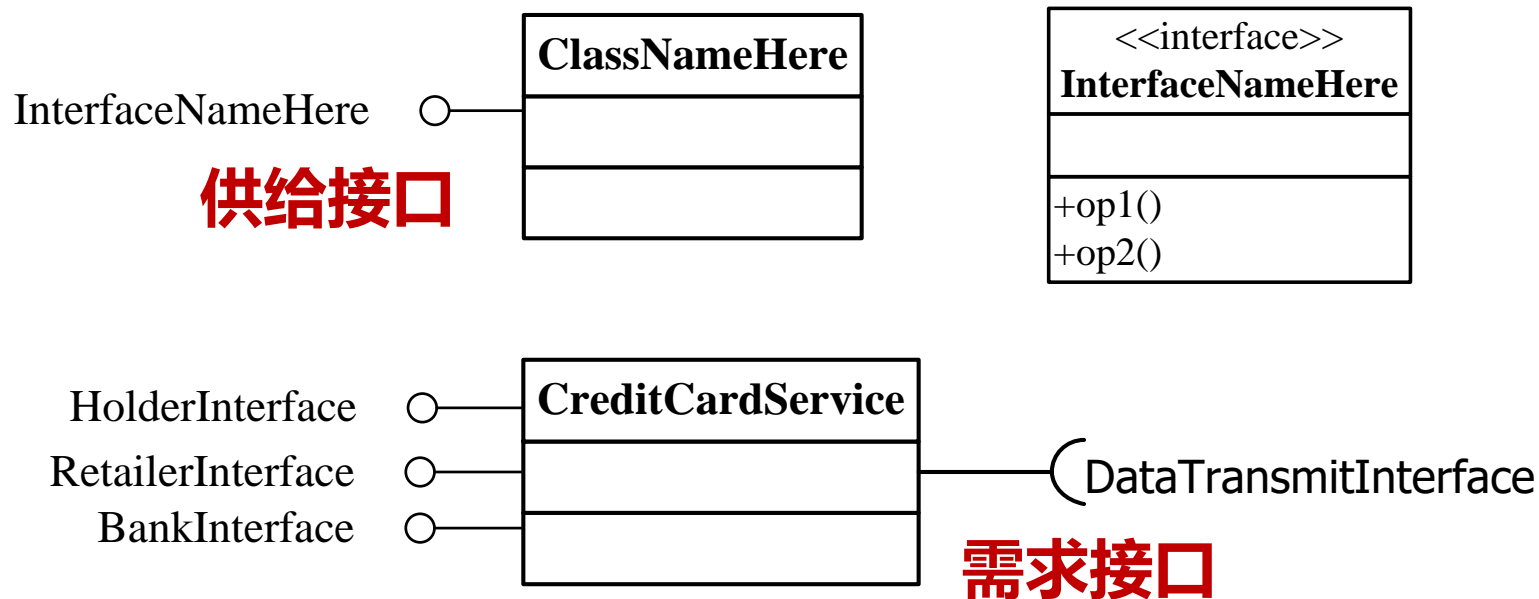 ClassNameHere
InterfaceNameHere
供给接口
<<interface>>
InterfaceNameHere
+op1()
+op2()
HolderInterface
RetailerInterface
BankInterface
CreditCardService
DataTransmitInterface
需求接口